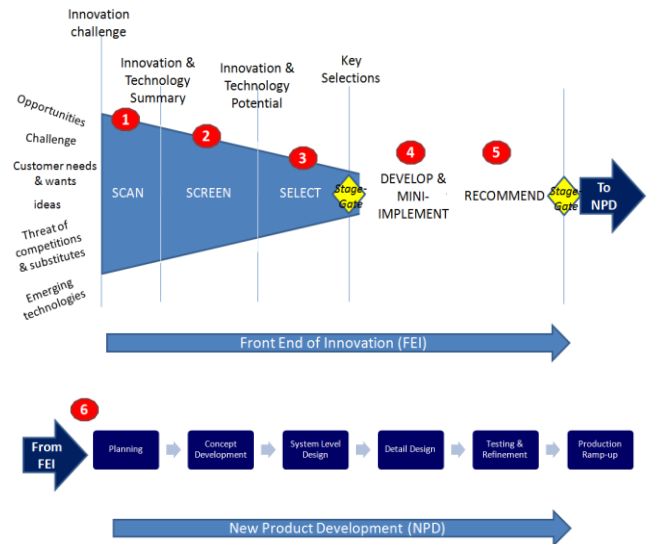 Innovation
challenge
Innovation &
Technology
Summary
Innovation &
Technology
Potential
Key
Selections
Opportunities
Challenge
Customer needs
& wants
ideas
Threat of
competitions
& substitutes
Emerging
technologies
1
2
3
4
5
SCAN
SCREEN
SELECT
Stage-
Gate
DEVELOP &
MINI-
IMPLEMENT
RECOMMEND
Stage-
Gate
To
NPD
Front End of Innovation (FEI)
6
From
FEI
Planning
Concept
Development
System Level
Design
Detail Design
Testing &
Refinement
Production
Ramp-up
New Product Development (NPD)